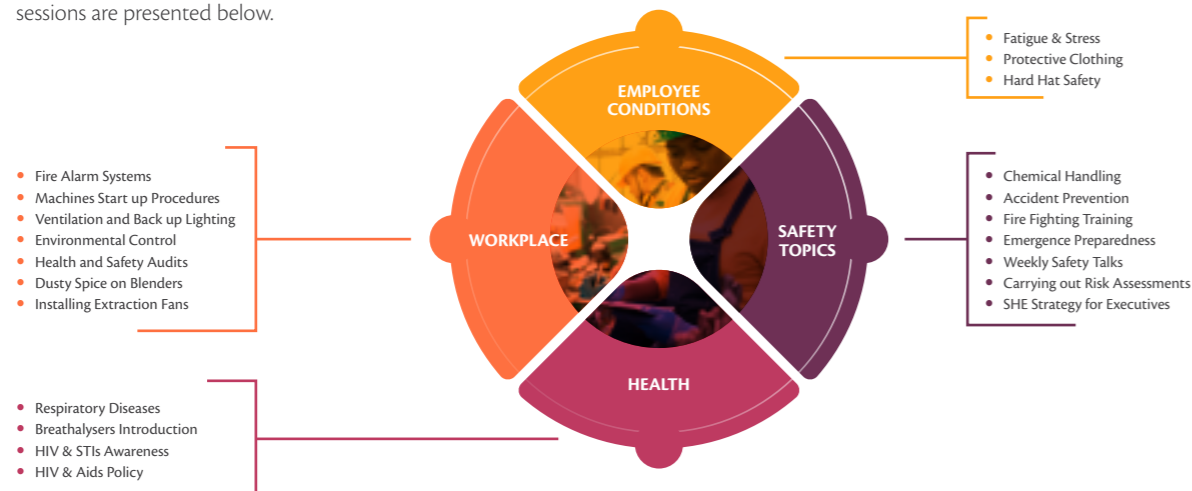 sessions are presented below.
EMPLOYEE
CONDITIONS
Fatigue & Stress
Protective Clothing
Hard Hat Safety
WORKPLACE
Fire Alarm Systems
Machines Start up Procedures
Ventilation and Back up Lighting
Environmental Control
Health and Safety Audits
Dusty Spice on Blenders
Installing Extraction Fans
SAFETY
TOPICS
Chemical Handling
Accident Prevention
Fire Fighting Training
Emergence Preparedness
Weekly Safety Talks
Carrying out Risk Assessments
SHE Strategy for Executives
HEALTH
Respiratory Diseases
Breathalysers Introduction
HIV & STIs Awareness
HIV & Aids Policy